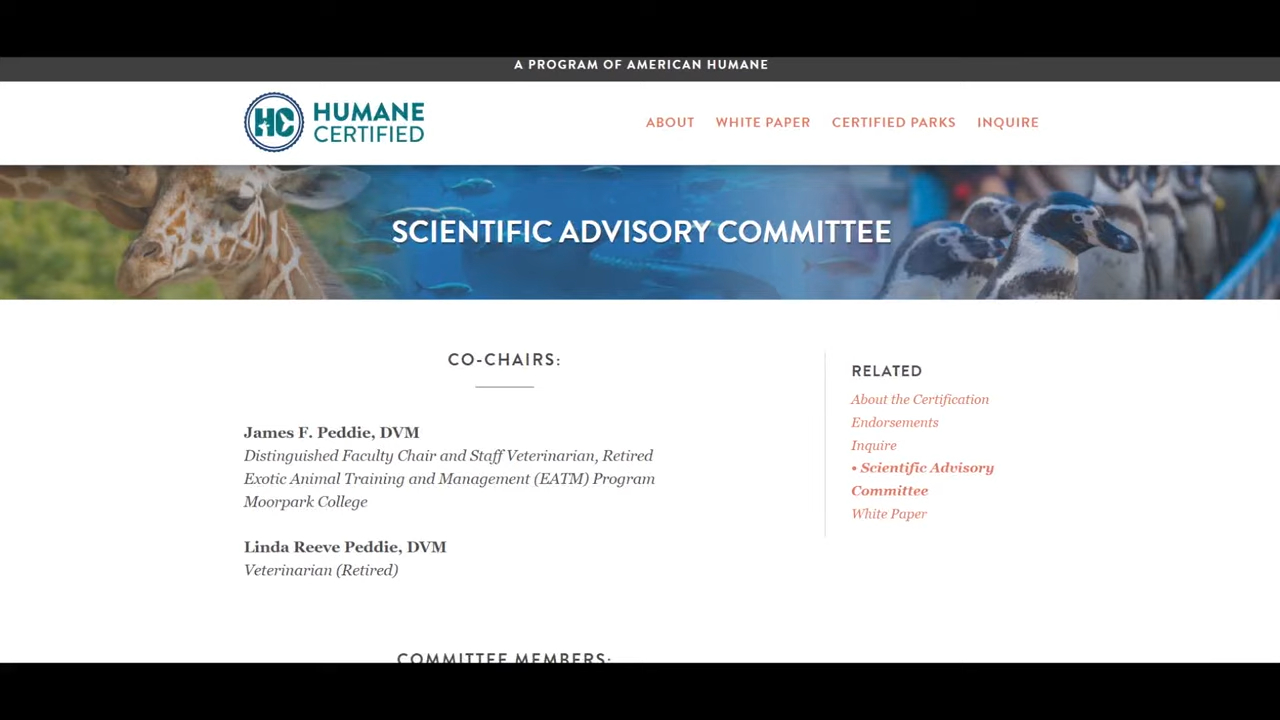 A PROGRAM OF AMERICAN HUMANE
HC
HUMANE
CERTIFIED
ABOUT
WHITE PAPER
CERTIFIED PARKS
INQUIRE
SCIENTIFIC ADVISORY COMMITTEE
CO-CHAIRS:
James F. Peddie, DVM
Distinguished Faculty Chair and Staff Veterinarian, Retired
Exotic Animal Training and Management (EATM) Program
Moorpark College
Linda Reeve Peddie, DVM
Veterinarian (Retired)
COMMITTEE MEMBERS:
RELATED
About the Certification
Endorsements
Inquire
• Scientific Advisory
Committee
White Paper